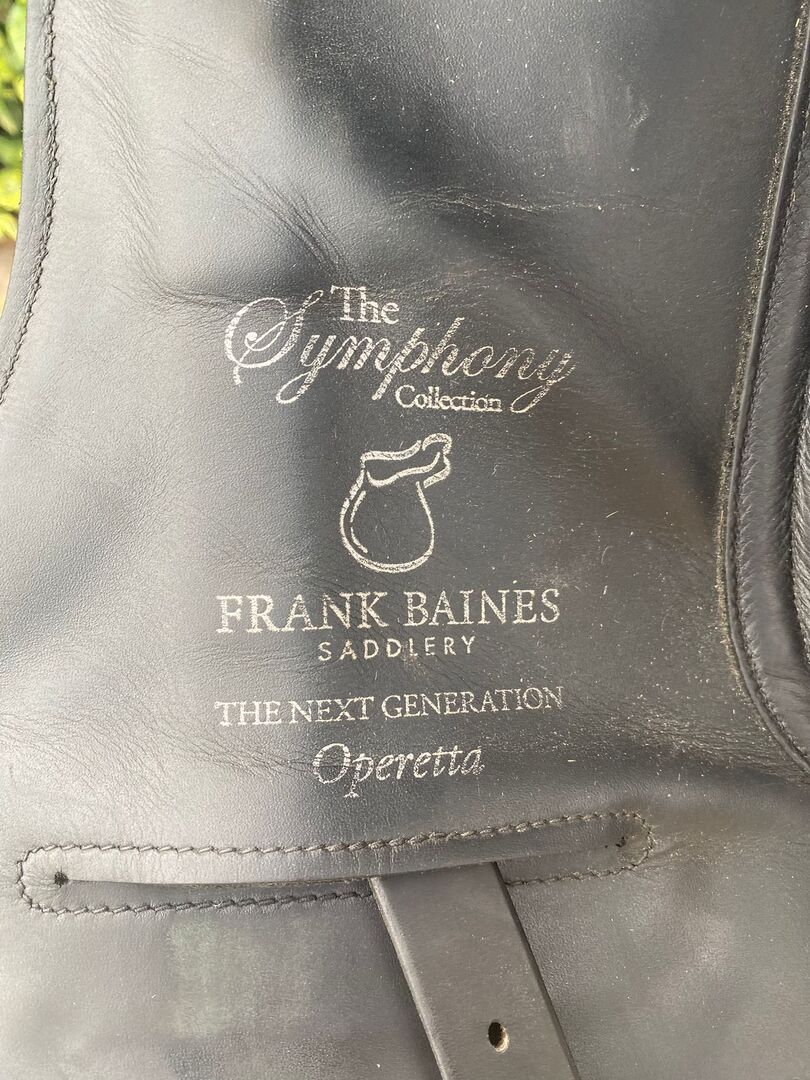 The
Symphony
Collection
FRANK BAINES
SADDLERY
THE NEXT GENERATION
Operetta